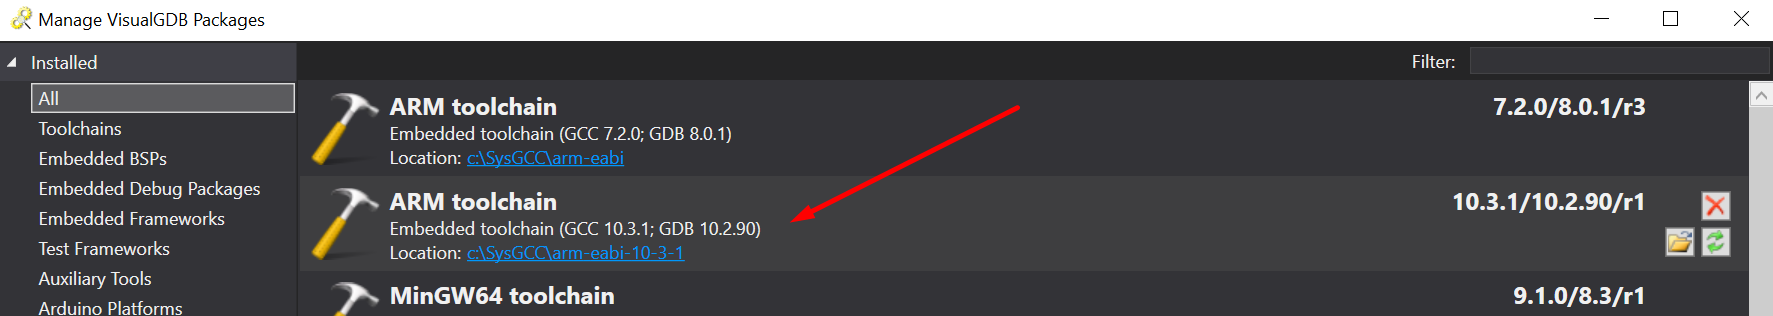 Manage VisualGDB Packages
Installed
All
Toolchains
Embedded BSPs
Embedded Debug Packages
Embedded Frameworks
Test Frameworks
Auxiliary Tools
Arduino Platforms
Filter:
ARM toolchain 7.2.0/8.0.1/r3
Embedded toolchain (GCC 7.2.0; GDB 8.0.1)
Location: c:\SysGCC\arm-eabi
ARM toolchain 10.3.1/10.2.90/r1
Embedded toolchain (GCC 10.3.1; GDB 10.2.90)
Location: c:\SysGCC\arm-eabi-10-3-1
MinGW64 toolchain 9.1.0/8.3/r1